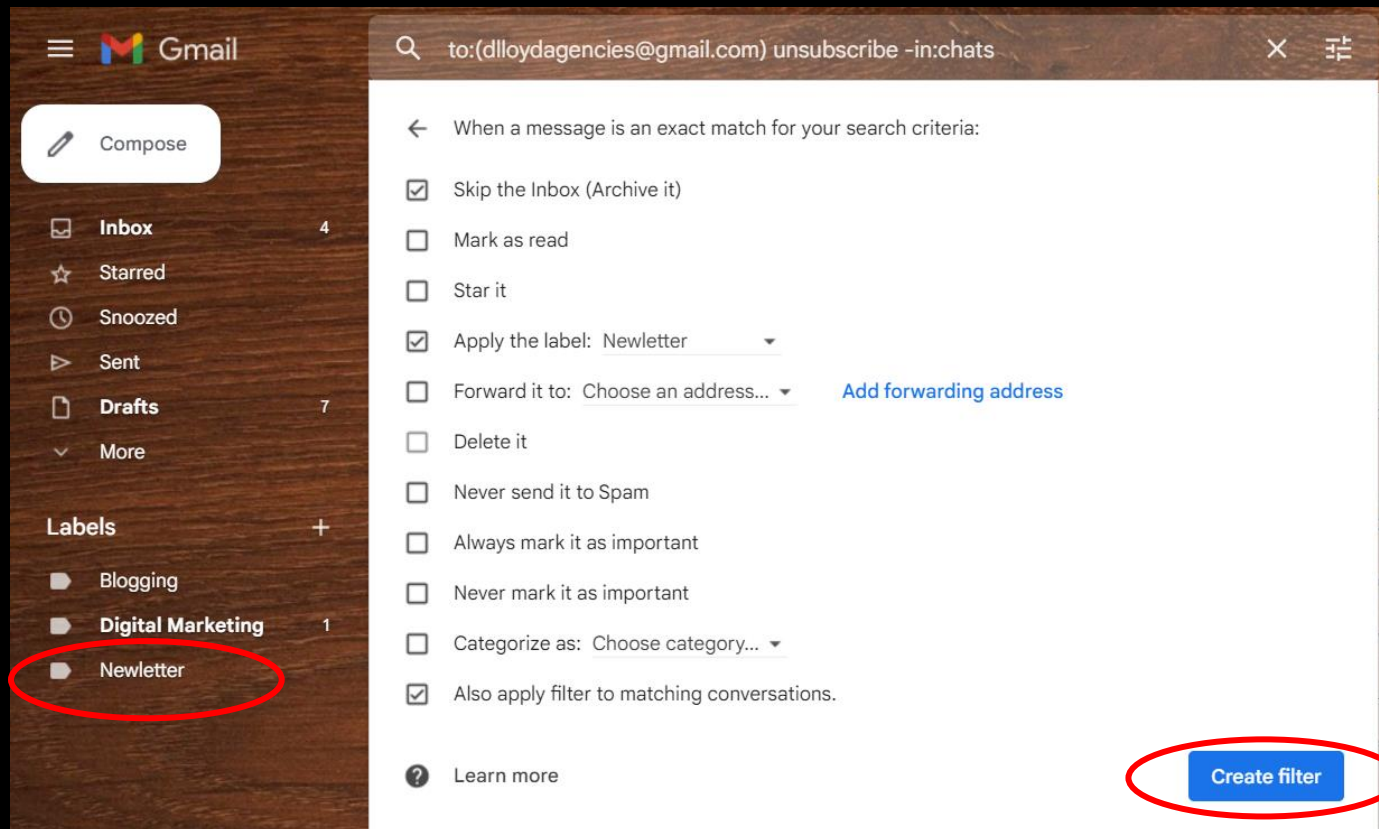 Gmail
to:(dlloydagencies@gmail.com) unsubscribe -in:chats
Compose
Inbox 4
Starred
Snoozed
Sent
Drafts 7
More
Labels +
Blogging
Digital Marketing 1
Newletter
When a message is an exact match for your search criteria:
Skip the Inbox (Archive it)
Mark as read
Star it
Apply the label: Newletter
Forward it to: Choose an address... Add forwarding address
Delete it
Never send it to Spam
Always mark it as important
Never mark it as important
Categorize as: Choose category...
Also apply filter to matching conversations.
? Learn more
Create filter